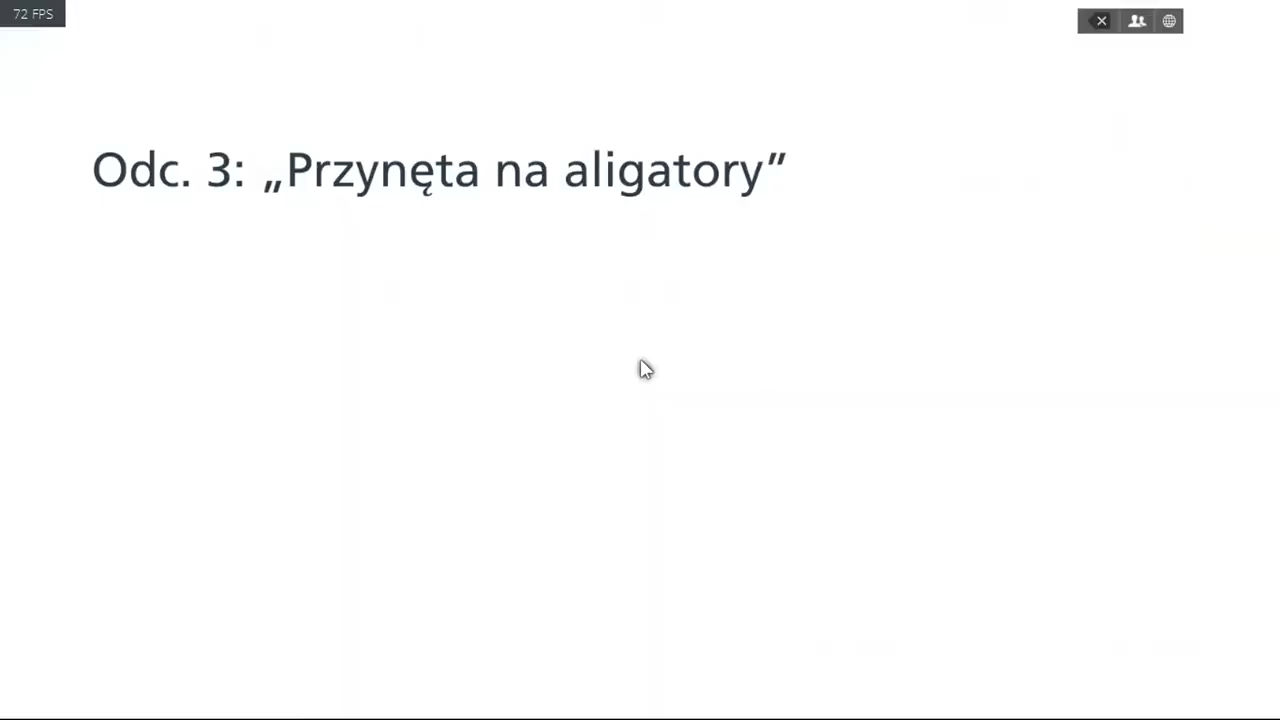 72 FPS
Odc. 3: „Przynęta na aligatory”